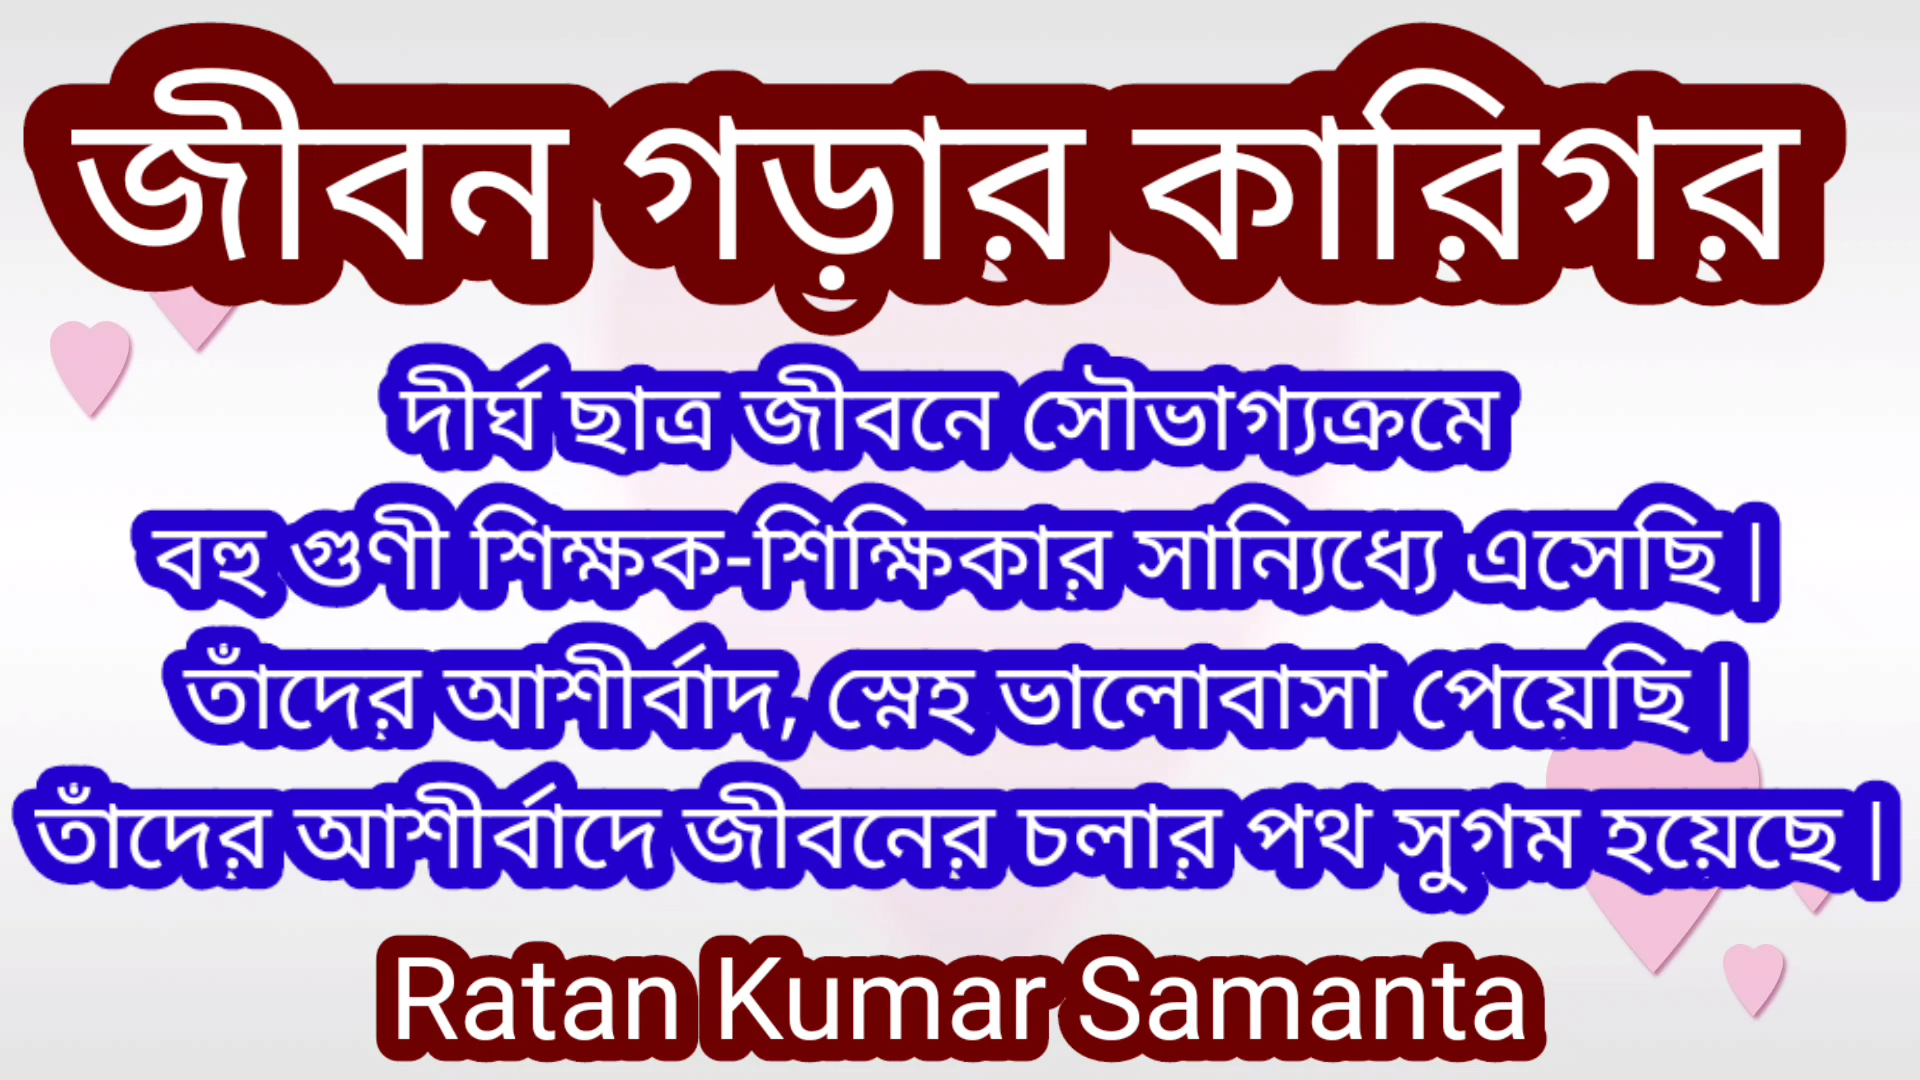 জীবন গড়ার কারিগর
দীর্ঘ ছাত্র জীবনে সৌভাগ্যক্রমে
বহু গুণী শিক্ষক-শিক্ষিকার সান্যিধ্যে এসেছি |
তাঁদের আশীর্বাদ, স্নেহ ভালোবাসা পেয়েছি |
তাঁদের আশীর্বাদে জীবনের চলার পথ সুগম হয়েছে |
Ratan Kumar Samanta